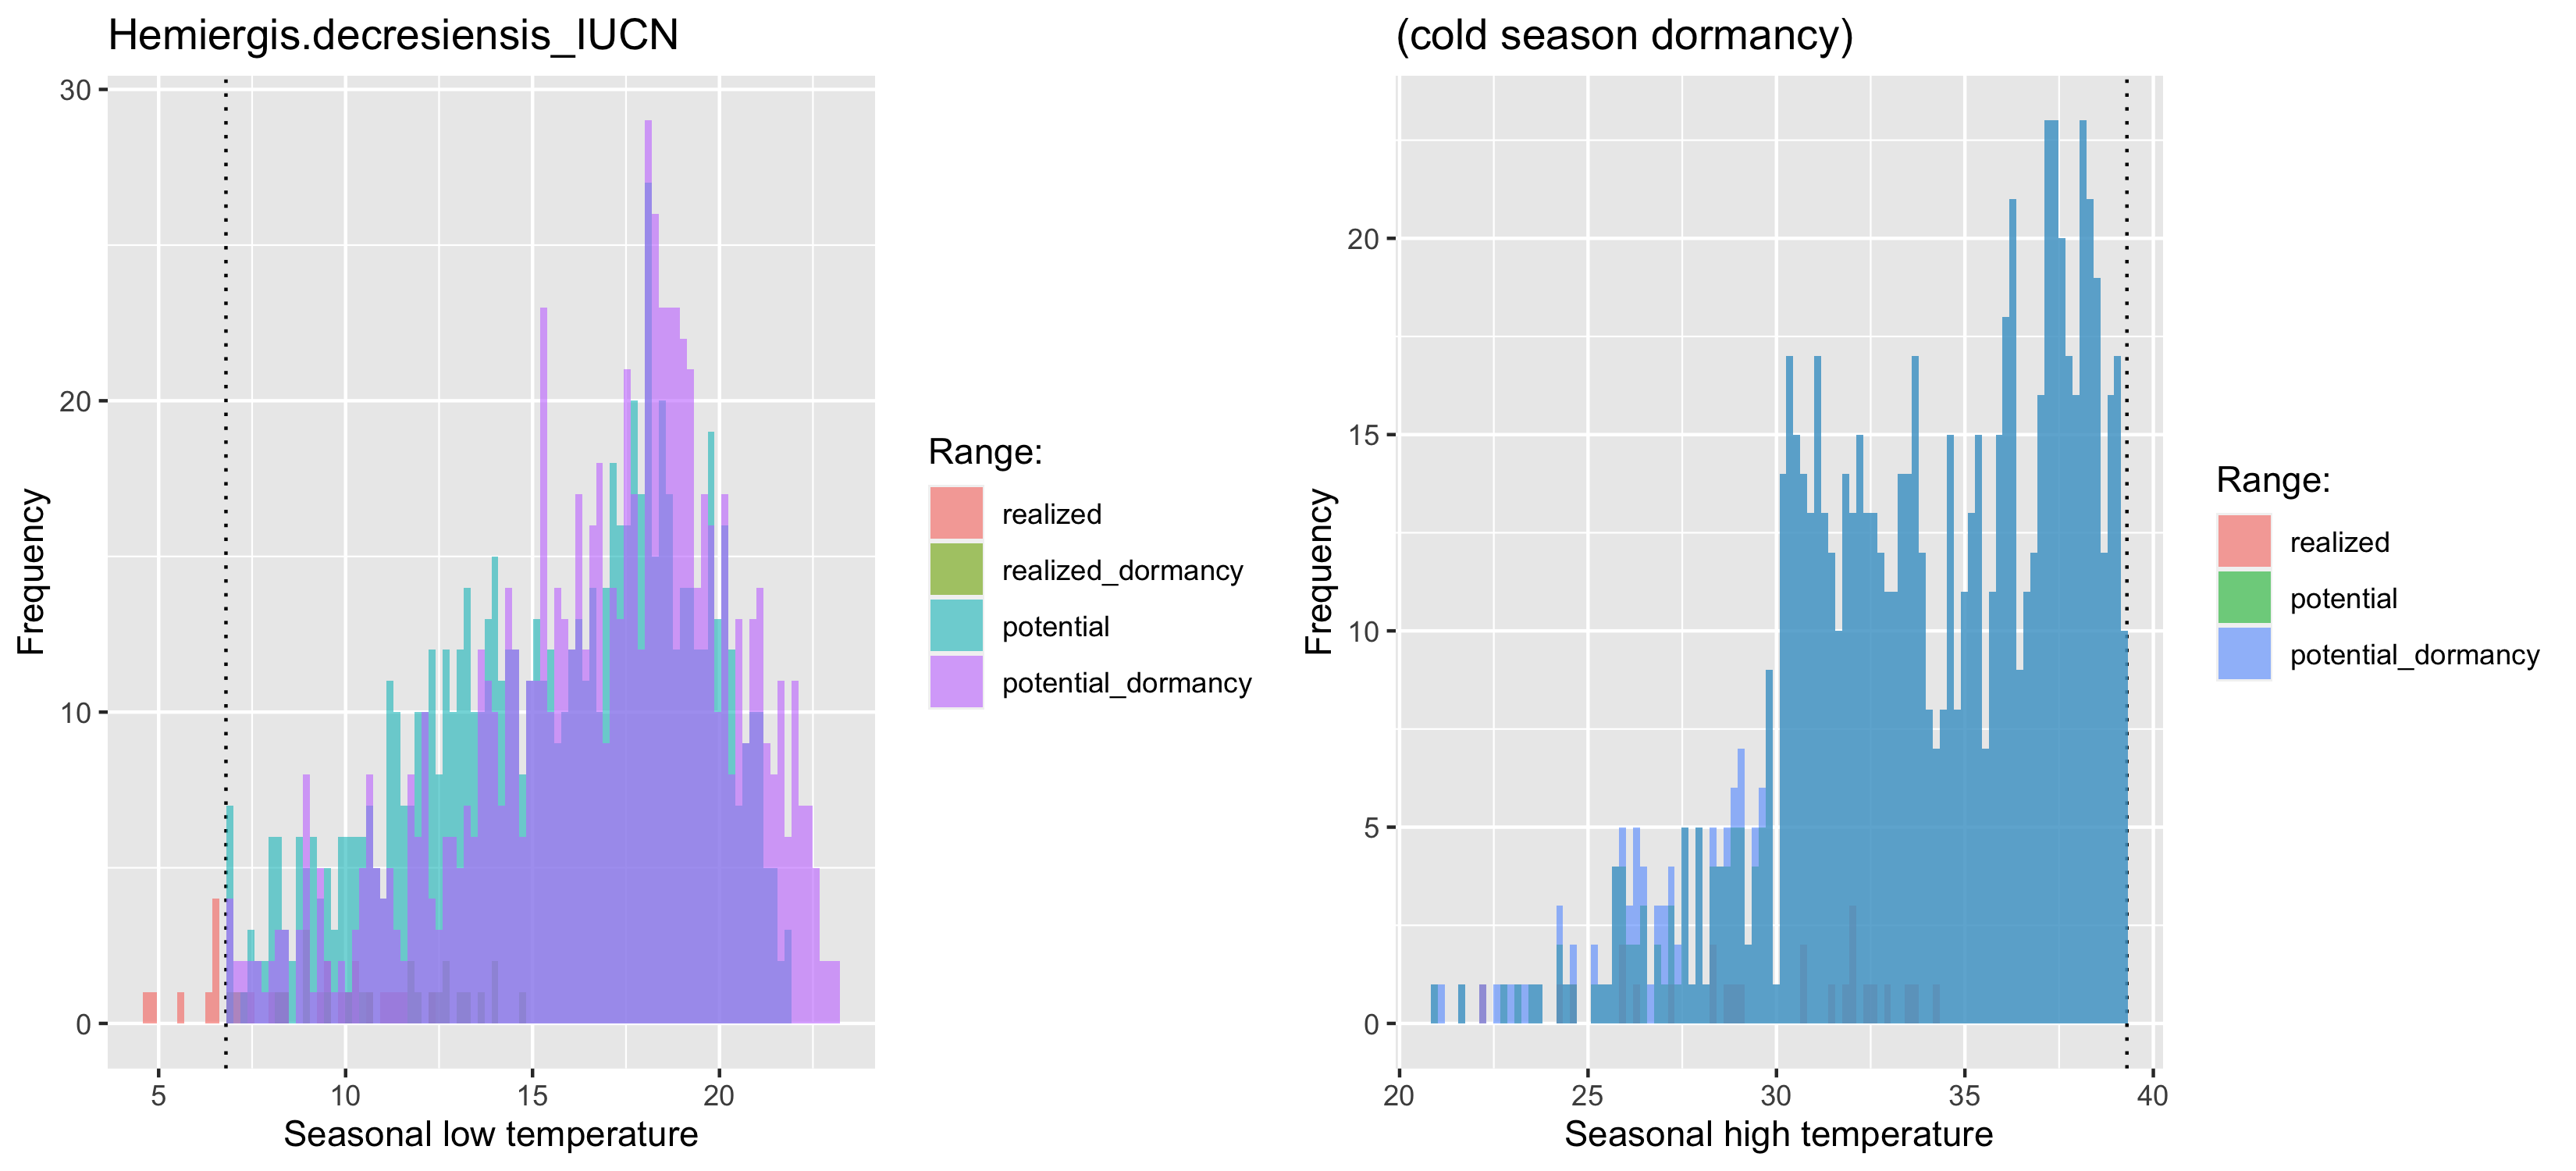 Hemiergis.decresiensis_IUCN
30
20
10
0
Frequency
5
10
15
20
Seasonal low temperature
Range:
realized
realized_dormancy
potential
potential_dormancy
(cold season dormancy)
20
15
10
5
0
Frequency
20
25
30
35
40
Seasonal high temperature
Range:
realized
potential
potential_dormancy